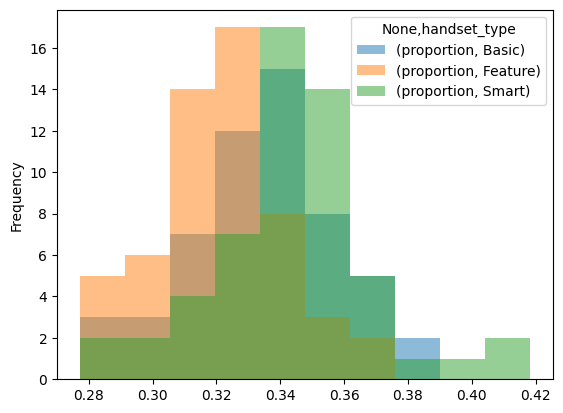 None,handset_type
(proportion, Basic)
(proportion, Feature)
(proportion, Smart)
Frequency
16
14
12
10
8
6
4
2
0
0.28 0.30 0.32 0.34 0.36 0.38 0.40 0.42